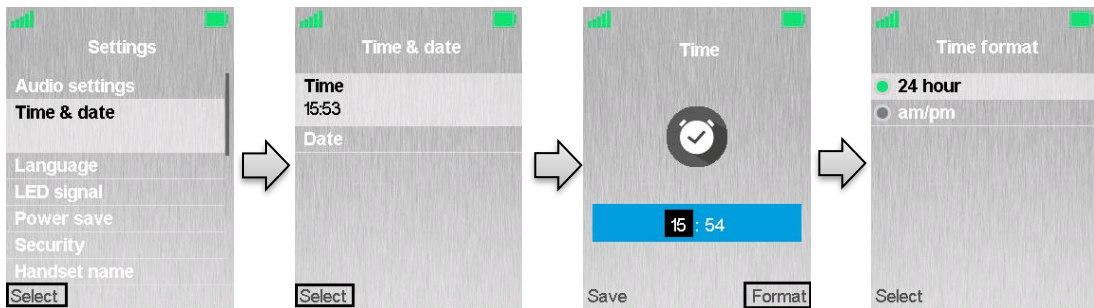 Settings
Audio settings
Time & date
Language
LED signal
Power save
Security
Handset name
Select
Time & date
Time
15:53
Date
Select
Time
15 : 54
Save
Format
Time format
24 hour
am/pm
Select